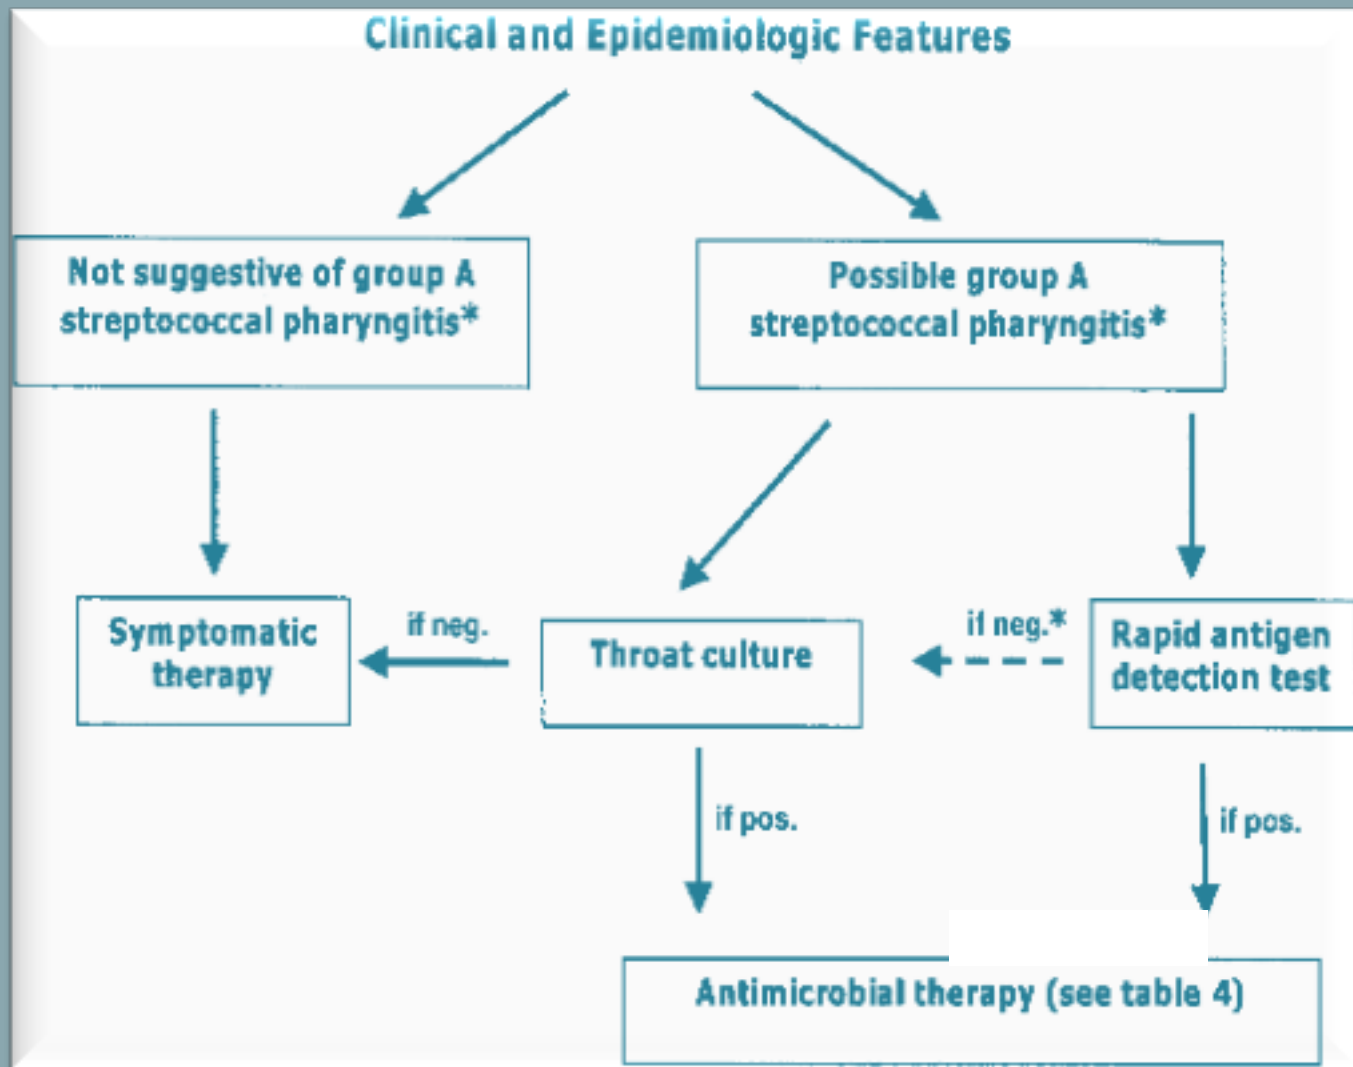 Clinical and Epidemiologic Features
Not suggestive of group A
streptococcal pharyngitis*
Possible group A
streptococcal pharyngitis*
Symptomatic
therapy
if neg.
Throat culture
if neg.*
Rapid antigen
detection test
if pos.
if pos.
Antimicrobial therapy (see table 4)